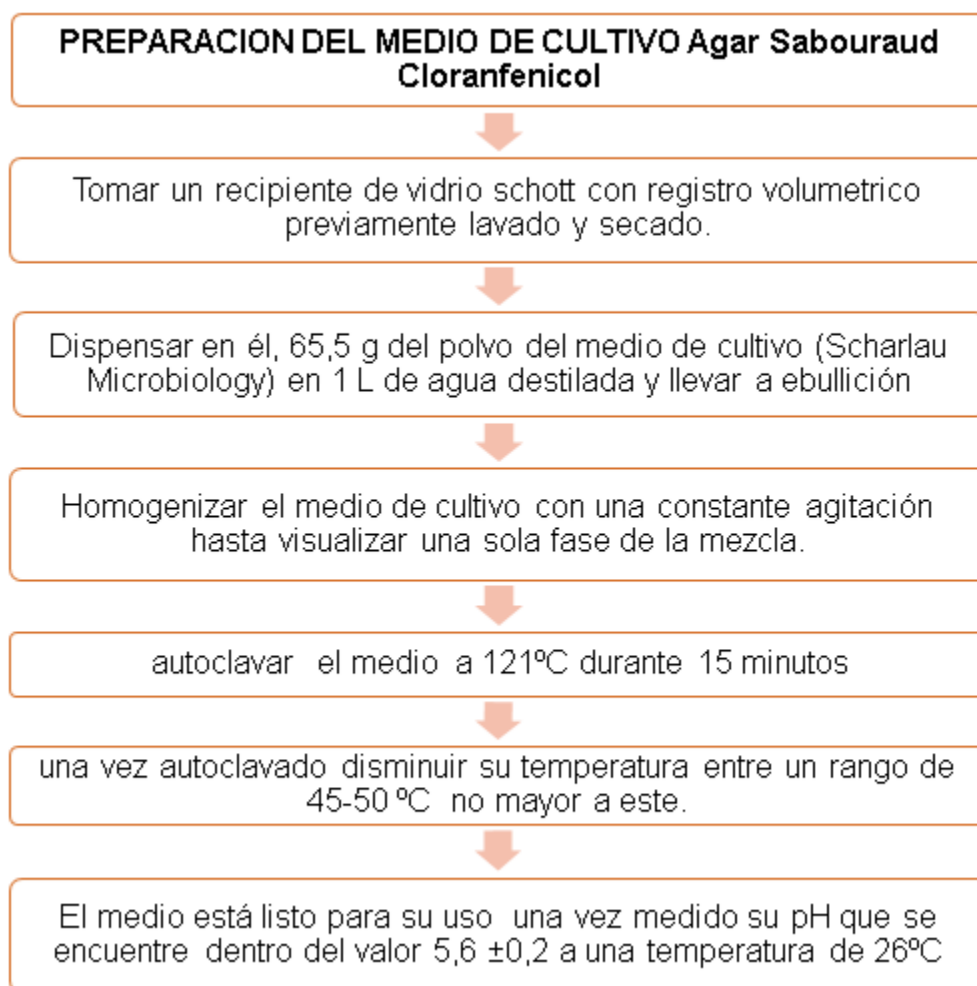 PREPARACION DEL MEDIO DE CULTIVO Agar Sabouraud
Cloranfenicol
Tomar un recipiente de vidrio schott con registro volumetrico
previamente lavado y secado.
Dispensar en él, 65,5 g del polvo del medio de cultivo (Scharlau
Microbiology) en 1 L de agua destilada y llevar a ebullición
Homogenizar el medio de cultivo con una constante agitación
hasta visualizar una sola fase de la mezcla.
autoclavar el medio a 121ºC durante 15 minutos
una vez autoclavado disminuir su temperatura entre un rango de
45-50 ºC no mayor a este.
El medio está listo para su uso una vez medido su pH que se
encuentre dentro del valor 5,6 ±0,2 a una temperatura de 26ºC